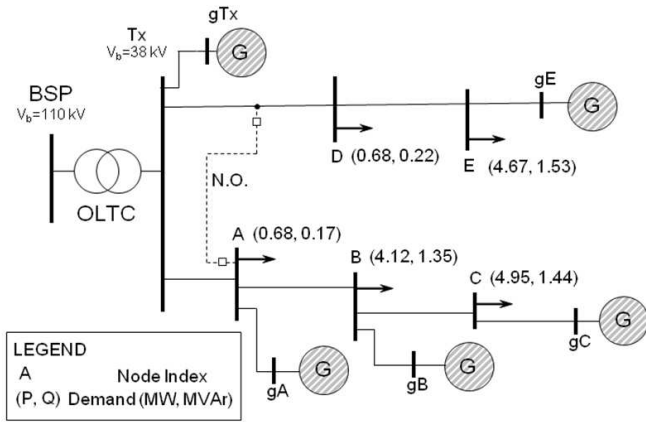 gTx
Tx
V_b=38 kV
G
BSP
V_b=110 kV
gE
G
D (0.68, 0.22)
E (4.67, 1.53)
N.O.
OLTC
A (0.68, 0.17)
B (4.12, 1.35)
C (4.95, 1.44)
G
gC
LEGEND
A Node Index
(P, Q) Demand (MW, MVAr)
gA
G
gB
G